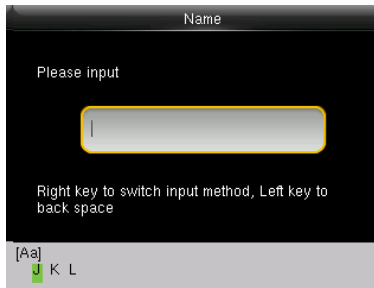 Name
Please input
Right key to switch input method, Left key to
back space
[Aa]
J K L